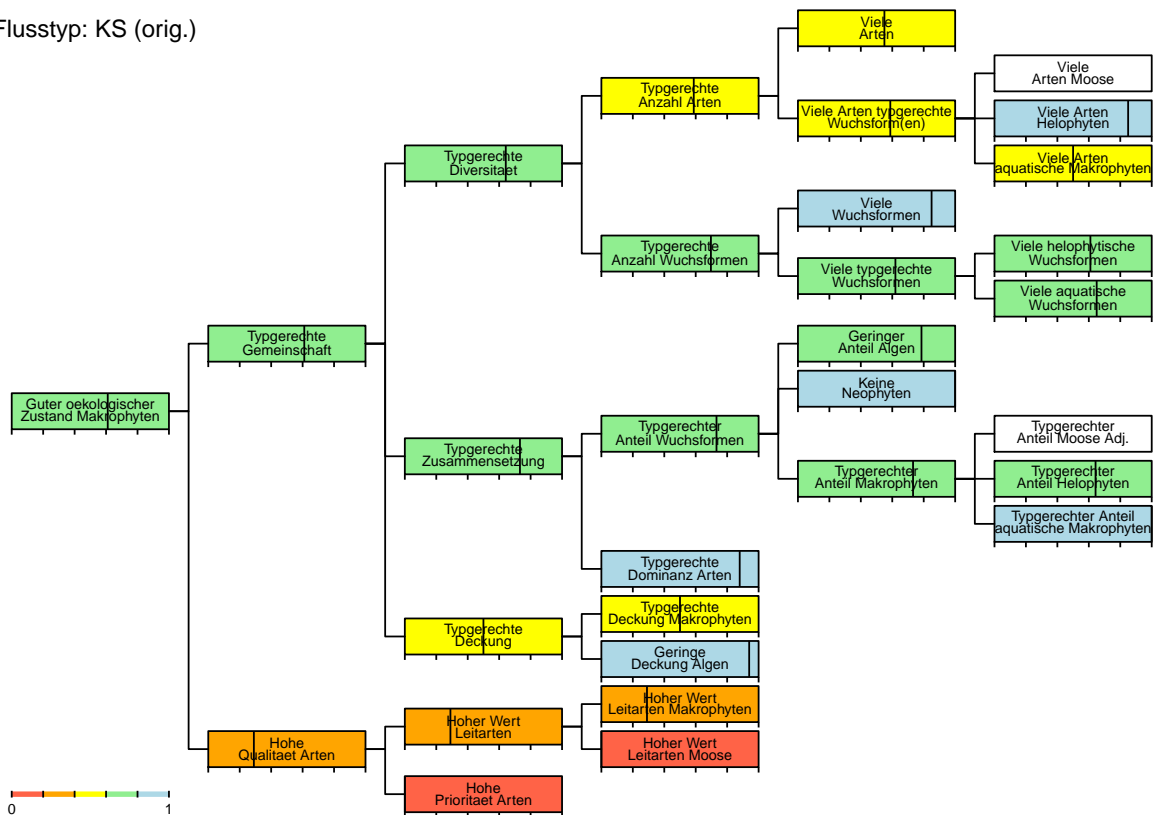 Flusstyp: KS (orig.)
Viele
Arten
Viele
Arten Moose
Typgerechte
Anzahl Arten
Viele Arten typgerechte
Wuchsform(en)
Viele Arten
Helophyten
Viele Arten
aquatische Makrophyten
Typgerechte
Diversitaet
Viele
Wuchsformen
Typgerechte
Anzahl Wuchsformen
Viele helophytische
Wuchsformen
Viele typgerechte
Wuchsformen
Viele aquatische
Wuchsformen
Typgerechte
Gemeinschaft
Geringer
Anteil Algen
Keine
Neophyten
Guter oekologischer
Zustand Makrophyten
Typgerechter
Anteil Wuchsformen
Typgerechter
Anteil Moose Adj.
Typgerechte
Zusammensetzung
Typgerechter
Anteil Makrophyten
Typgerechter
Anteil Helophyten
Typgerechter Anteil
aquatische Makrophyten
Typgerechte
Dominanz Arten
Typgerechte
Deckung Makrophyten
Typgerechte
Deckung
Geringe
Deckung Algen
Hoher Wert
Leitarten Makrophyten
Hoher Wert
Leitarten
Hohe
Qualitaet Arten
Hoher Wert
Leitarten Moose
Hohe
Prioritaet Arten
0
1